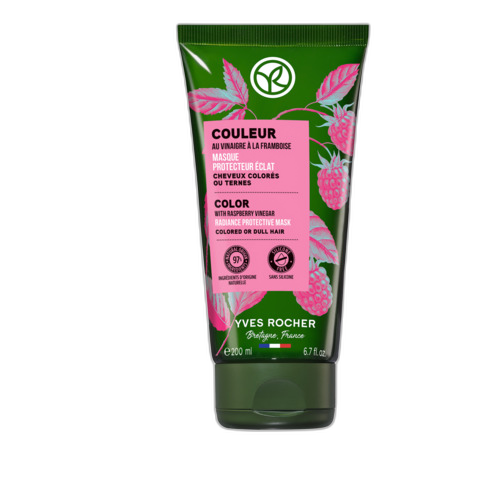 COULEUR
AU VINAIGRE À LA FRAMBOISE
MASQUE
PROTECTEUR ÉCLAT
CHEVEUX COLORÉS
OU TERNES
COLOR
WITH RASPBERRY VINEGAR
RADIANCE PROTECTIVE MASK
COLORED OR DULL HAIR
97%
SILICONE
FREE
INGRÉDIENTS D'ORIGINE
NATURELLE
SANS SILICONE
YVES ROCHER
Bretagne, France
℮200 ml 6.7 fl.oz